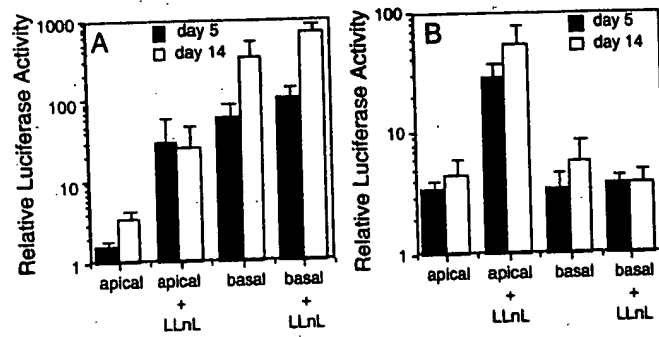 A
day 5
day 14
Relative Luciferase Activity
1000
100
10
1
apical
apical
+
LLnL
basal
basal
+
LLnL
B
day 5
day 14
Relative Luciferase Activity
100
10
1
apical
apical
+
LLnL
basal
basal
+
LLnL